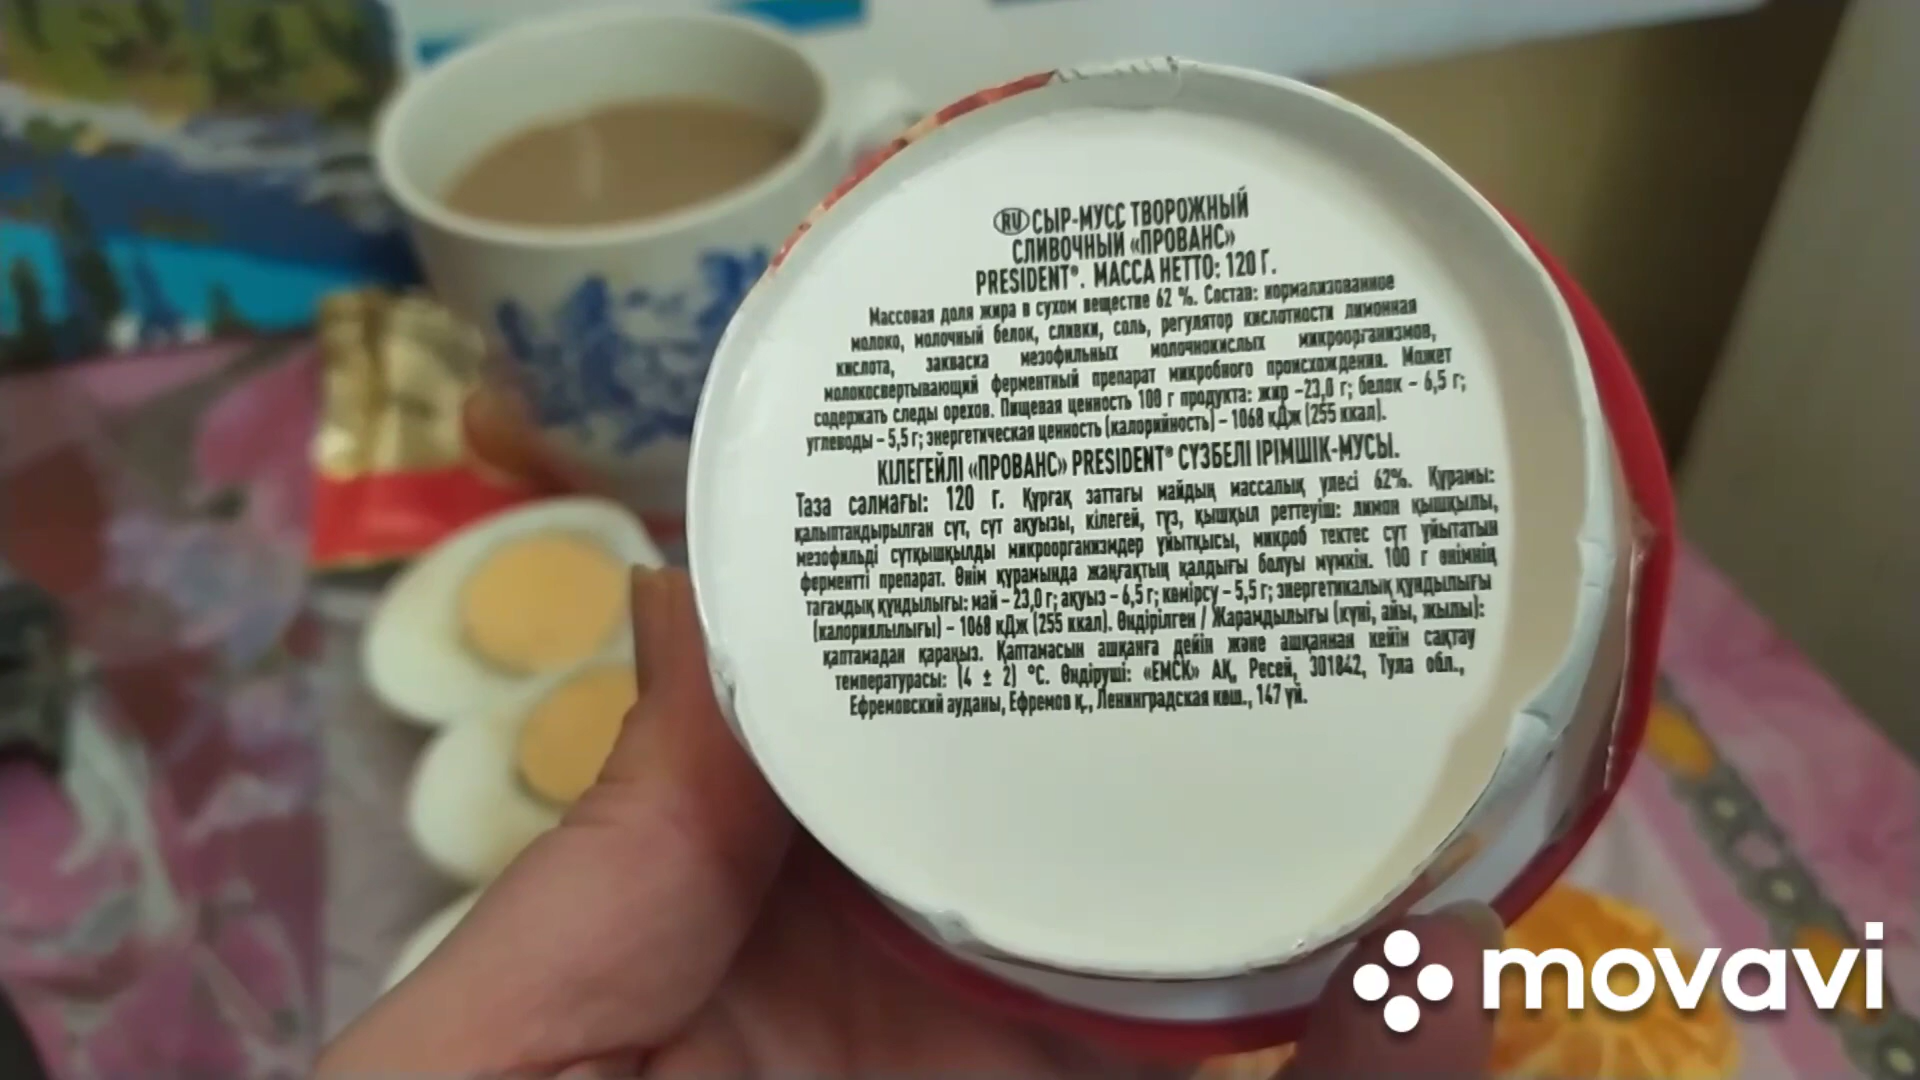 RU СЫР-МУСС ТВОРОЖНЫЙ
СЛИВОЧНЫЙ «ПРОВАНС»
PRESIDENT®. МАССА НЕТТО: 120 Г.
Массовая доля жира в сухом веществе 62 %. Состав: нормализованное
молоко, молочный белок, сливки, соль, регулятор кислотности лимонная
кислота, закваска мезофильных молочнокислых микроорганизмов,
молокосвертывающий ферментный препарат микробного происхождения. Может
содержать следы орехов. Пищевая ценность 100 г продукта: жир –23,0 г; белок – 6,5 г;
углеводы – 5,5 г; энергетическая ценность (калорийность) – 1068 кДж (255 ккал).
КІЛЕГЕЙЛІ «ПРОВАНС» PRESIDENT® СҮЗБЕЛІ ІРІМШІК-МУСЫ.
Таза салмағы: 120 г. Құрғақ заттағы майдың массалық үлесі 62%. Құрамы:
қалыптандырылған сүт, сүт ақуызы, кілегей, тұз, қышқыл реттеуіш: лимон қышқылы,
мезофильді сүтқышқылды микроорганизмдер ұйытқысы, микроб тектес сүт ұйытатын
ферментті препарат. Өнім құрамында жаңғақтың қалдығы болуы мүмкін. 100 г өнімнің
тағамдық құндылығы: май – 23,0 г; ақуыз – 6,5 г; көмірсу – 5,5 г; энергетикалық құндылығы
(калориялылығы) – 1068 кДж (255 ккал). Өндірілген / Жарамдылығы (күні, айы, жылы):
қаптамадан қараңыз. Қаптамасын ашқанға дейін және ашқаннан кейін сақтау
температурасы: (4 ± 2) °C. Өндіруші: «ЕМСК» АҚ, Ресей, 301842, Тула обл.,
Ефремовский ауданы, Ефремов қ., Ленинградская көш., 147 үй.
movavi